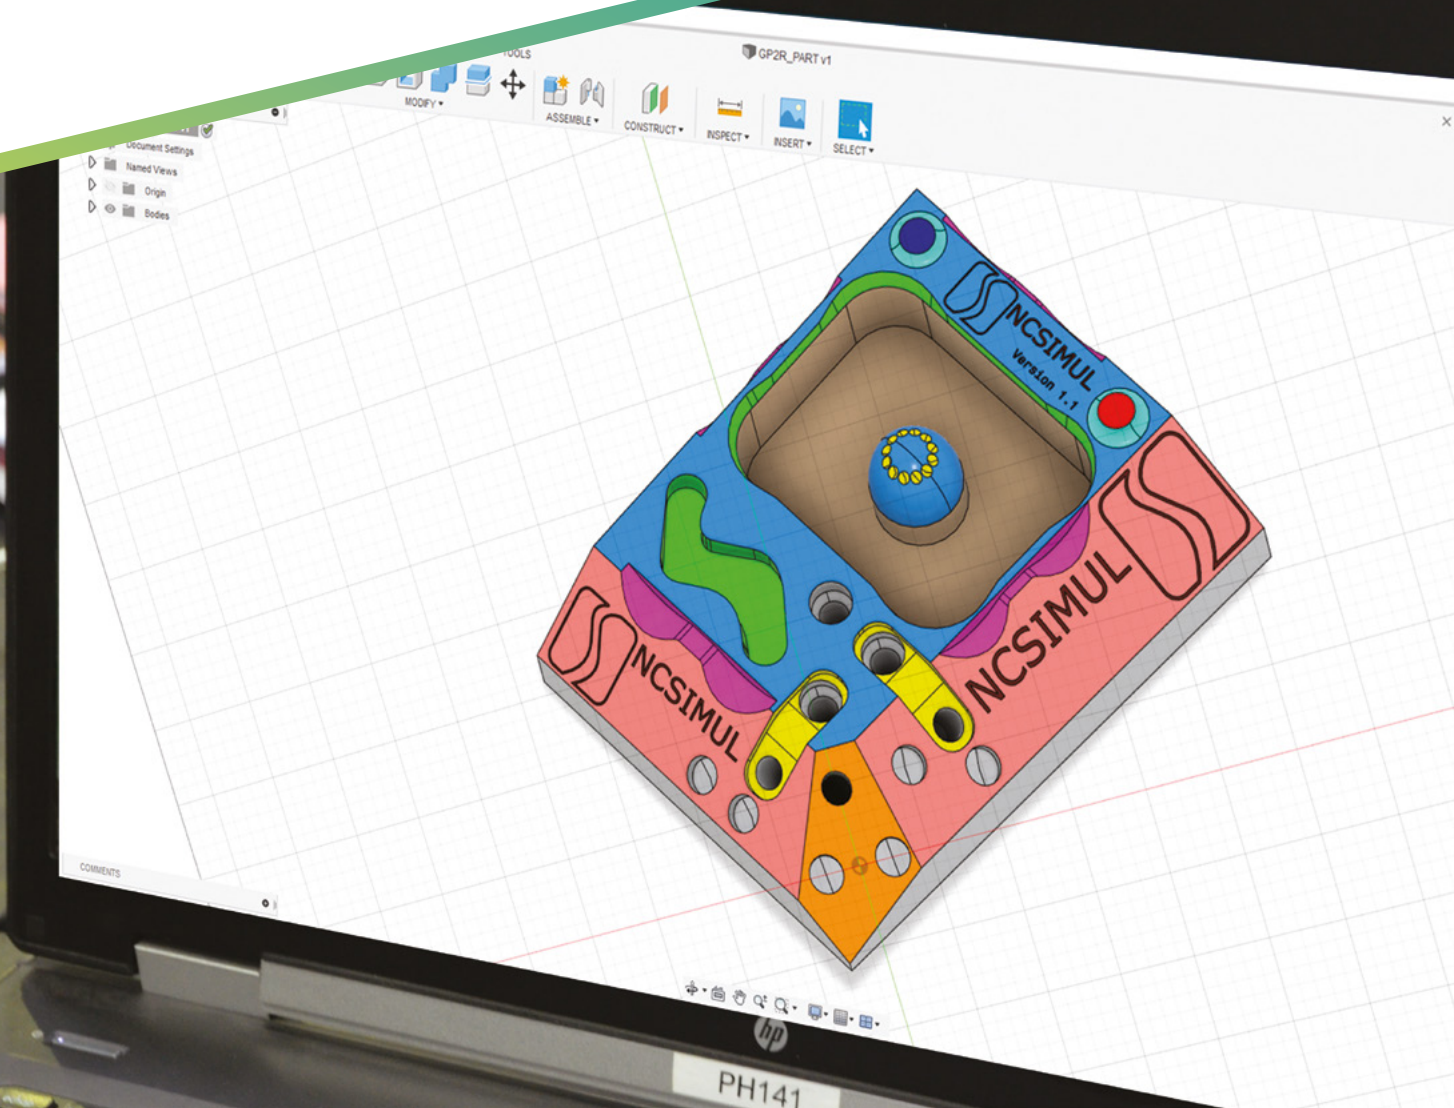 TOOLS
GP2R_PART v1
MODIFY
ASSEMBLE
CONSTRUCT
INSPECT
INSERT
SELECT
Document Settings
Named Views
Origin
Bodies
NCSIMUL
Version 1.1
NCSIMUL
NCSIMUL
COMMENTS
hp
PH141